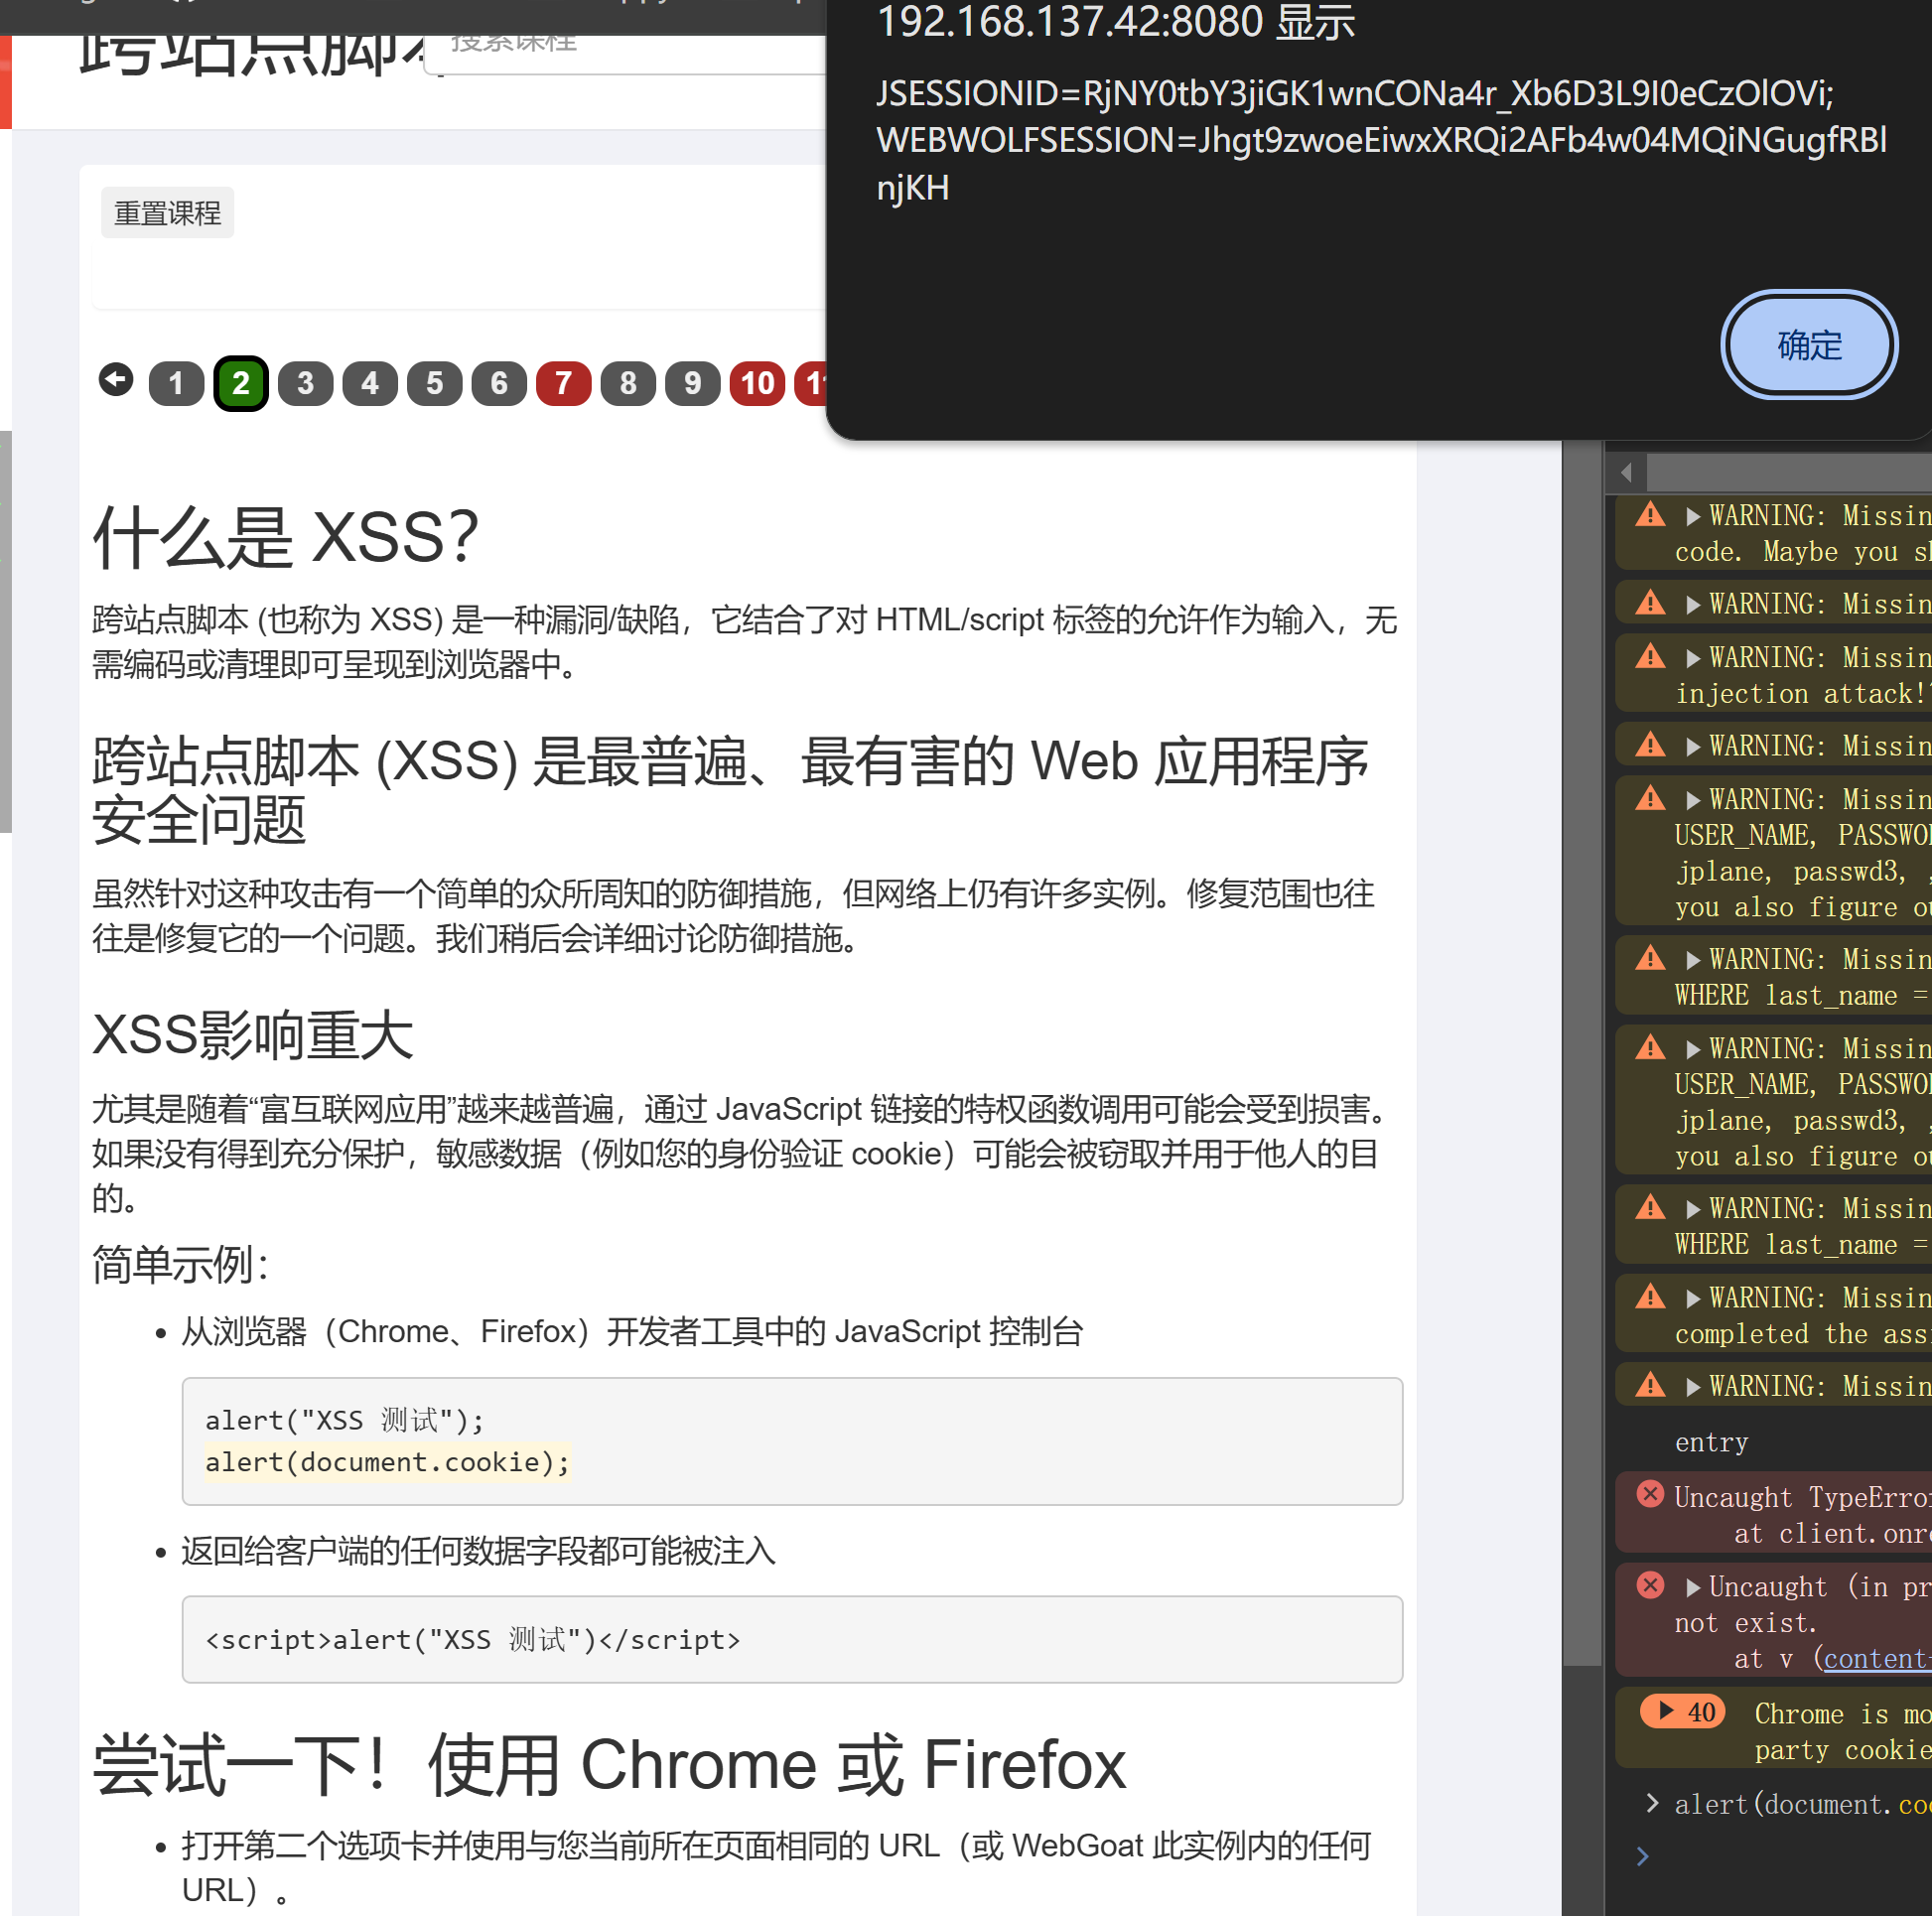 跨站点脚本
搜索课程
192.168.137.42:8080 显示
JSESSIONID=RjNY0tbY3jiGK1wnCONa4r_Xb6D3L9I0eCzOlOVi;
WEBWOLFSESSION=Jhgt9zwoeEiwxXRQi2AFb4w04MQiNGugfRBl
njKH
确定
重置课程
1 2 3 4 5 6 7 8 9 10 11
什么是 XSS?
跨站点脚本 (也称为 XSS) 是一种漏洞/缺陷，它结合了对 HTML/script 标签的允许作为输入，无
需编码或清理即可呈现到浏览器中。
跨站点脚本 (XSS) 是最普遍、最有害的 Web 应用程序
安全问题
虽然针对这种攻击有一个简单的众所周知的防御措施，但网络上仍有许多实例。修复范围也往
往是修复它的一个问题。我们稍后会详细讨论防御措施。
XSS影响重大
尤其是随着“富互联网应用”越来越普遍，通过 JavaScript 链接的特权函数调用可能会受到损害。
如果没有得到充分保护，敏感数据（例如您的身份验证 cookie）可能会被窃取并用于他人的目
的。
简单示例：
• 从浏览器（Chrome、Firefox）开发者工具中的 JavaScript 控制台
alert("XSS 测试");
alert(document.cookie);
• 返回给客户端的任何数据字段都可能被注入
<script>alert("XSS 测试")</script>
尝试一下！使用 Chrome 或 Firefox
• 打开第二个选项卡并使用与您当前所在页面相同的 URL（或 WebGoat 此实例内的任何
URL）。
WARNING: Missin
code. Maybe you
WARNING: Missin
WARNING: Missin
injection attack!
WARNING: Missin
WARNING: Missin
USER_NAME, PASSWO
jplane, passwd3, ,
you also figure
WARNING: Missin
WHERE last_name =
WARNING: Missin
USER_NAME, PASSWO
jplane, passwd3, ,
you also figure
WARNING: Missin
WHERE last_name =
WARNING: Missin
completed the
WARNING: Missin
entry
Uncaught TypeError
at client.onr
Uncaught (in
not exist.
at v (content
40 Chrome is
party cookie
alert(document.coo